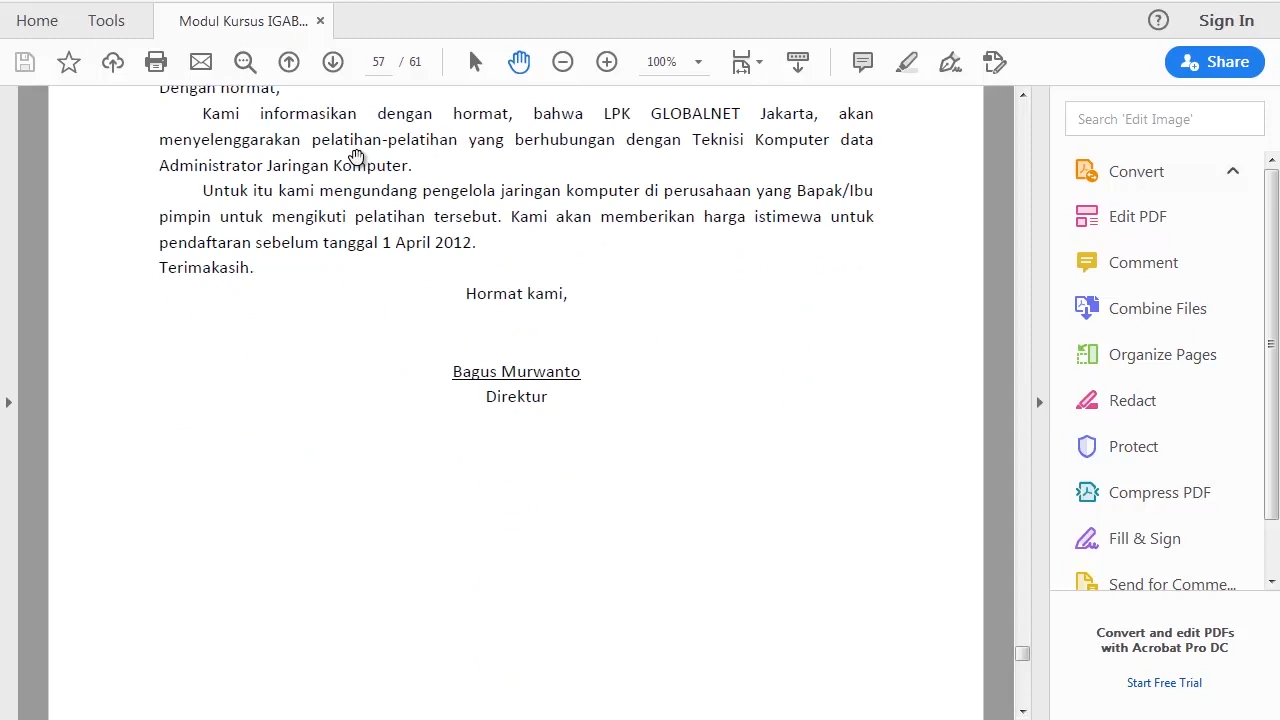 Home Tools Modul Kursus IGAB... × ? Sign In
57 / 61 100% Share
Dengan hormat,
Kami informasikan dengan hormat, bahwa LPK GLOBALNET Jakarta, akan
menyelenggarakan pelatihan-pelatihan yang berhubungan dengan Teknisi Komputer data
Administrator Jaringan Komputer.
Untuk itu kami mengundang pengelola jaringan komputer di perusahaan yang Bapak/Ibu
pimpin untuk mengikuti pelatihan tersebut. Kami akan memberikan harga istimewa untuk
pendaftaran sebelum tanggal 1 April 2012.
Terimakasih.
Hormat kami,
Bagus Murwanto
Direktur
Search 'Edit Image'
Convert
Edit PDF
Comment
Combine Files
Organize Pages
Redact
Protect
Compress PDF
Fill & Sign
Send for Comme...
Convert and edit PDFs
with Acrobat Pro DC
Start Free Trial